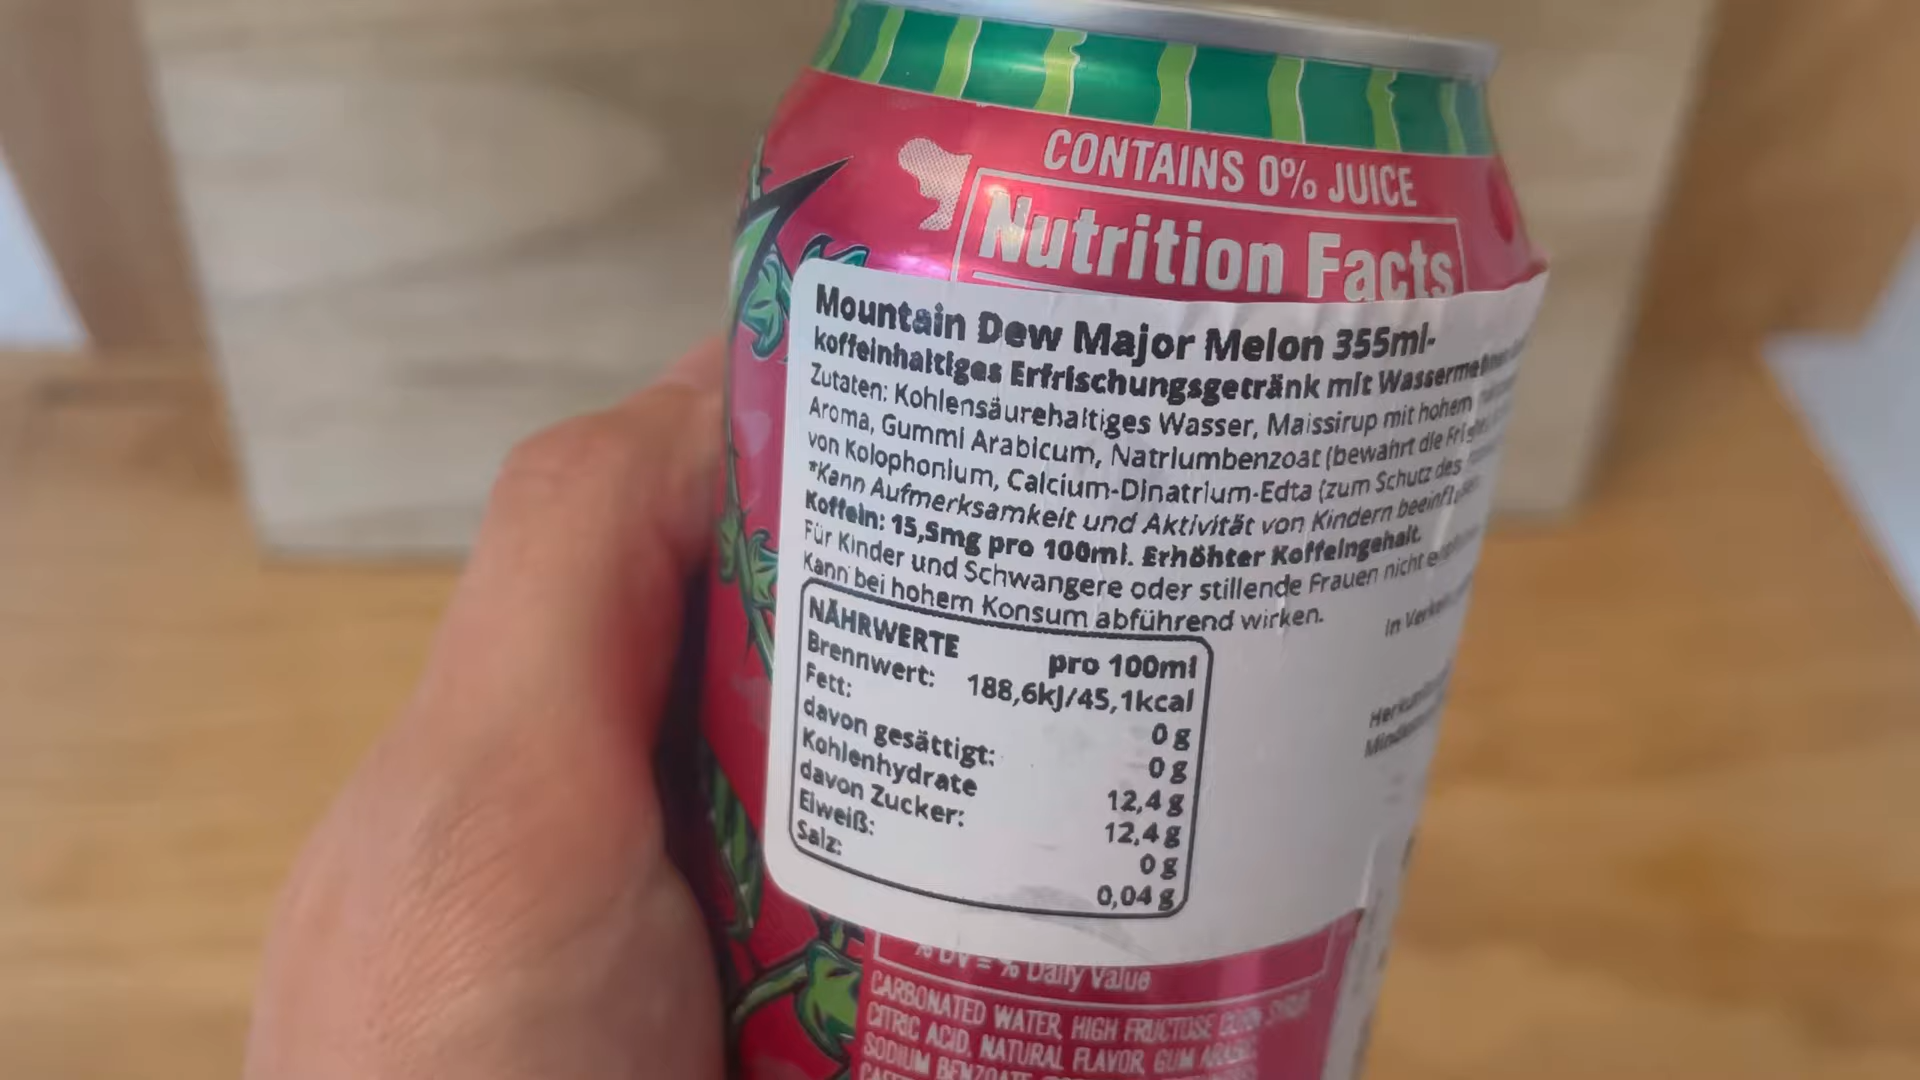 CONTAINS 0% JUICE
Nutrition Facts
Mountain Dew Major Melon 355ml-
koffeinhaltiges Erfrischungsgetränk mit
Zutaten: Kohlensäurehaltiges Wasser, Maissirup mit hohem
Aroma, Gummi Arabicum, Natriumbenzoat (bewahrt die
von Kolophonium, Calcium-Dinatrium-Edta (zum Schutz des
*Kann Aufmerksamkeit und Aktivität von Kindern
Koffein: 15,5mg pro 100ml. Erhöhter Koffeingehalt.
Für Kinder und Schwangere oder stillende Frauen nicht
Kann bei hohem Konsum abführend wirken.
In
NÄHRWERTE pro 100ml
Brennwert: 188,6kJ/45,1kcal
Fett: 0 g
davon gesättigt: 0 g
Kohlenhydrate 12,4 g
davon Zucker: 12,4 g
Eiweiß: 0 g
Salz: 0,04 g
% DV = % Daily Value
CARBONATED WATER, HIGH FRUCTOSE CORN SYRUP
CITRIC ACID, NATURAL FLAVOR, GUM ARABIC,
SODIUM BENZOATE